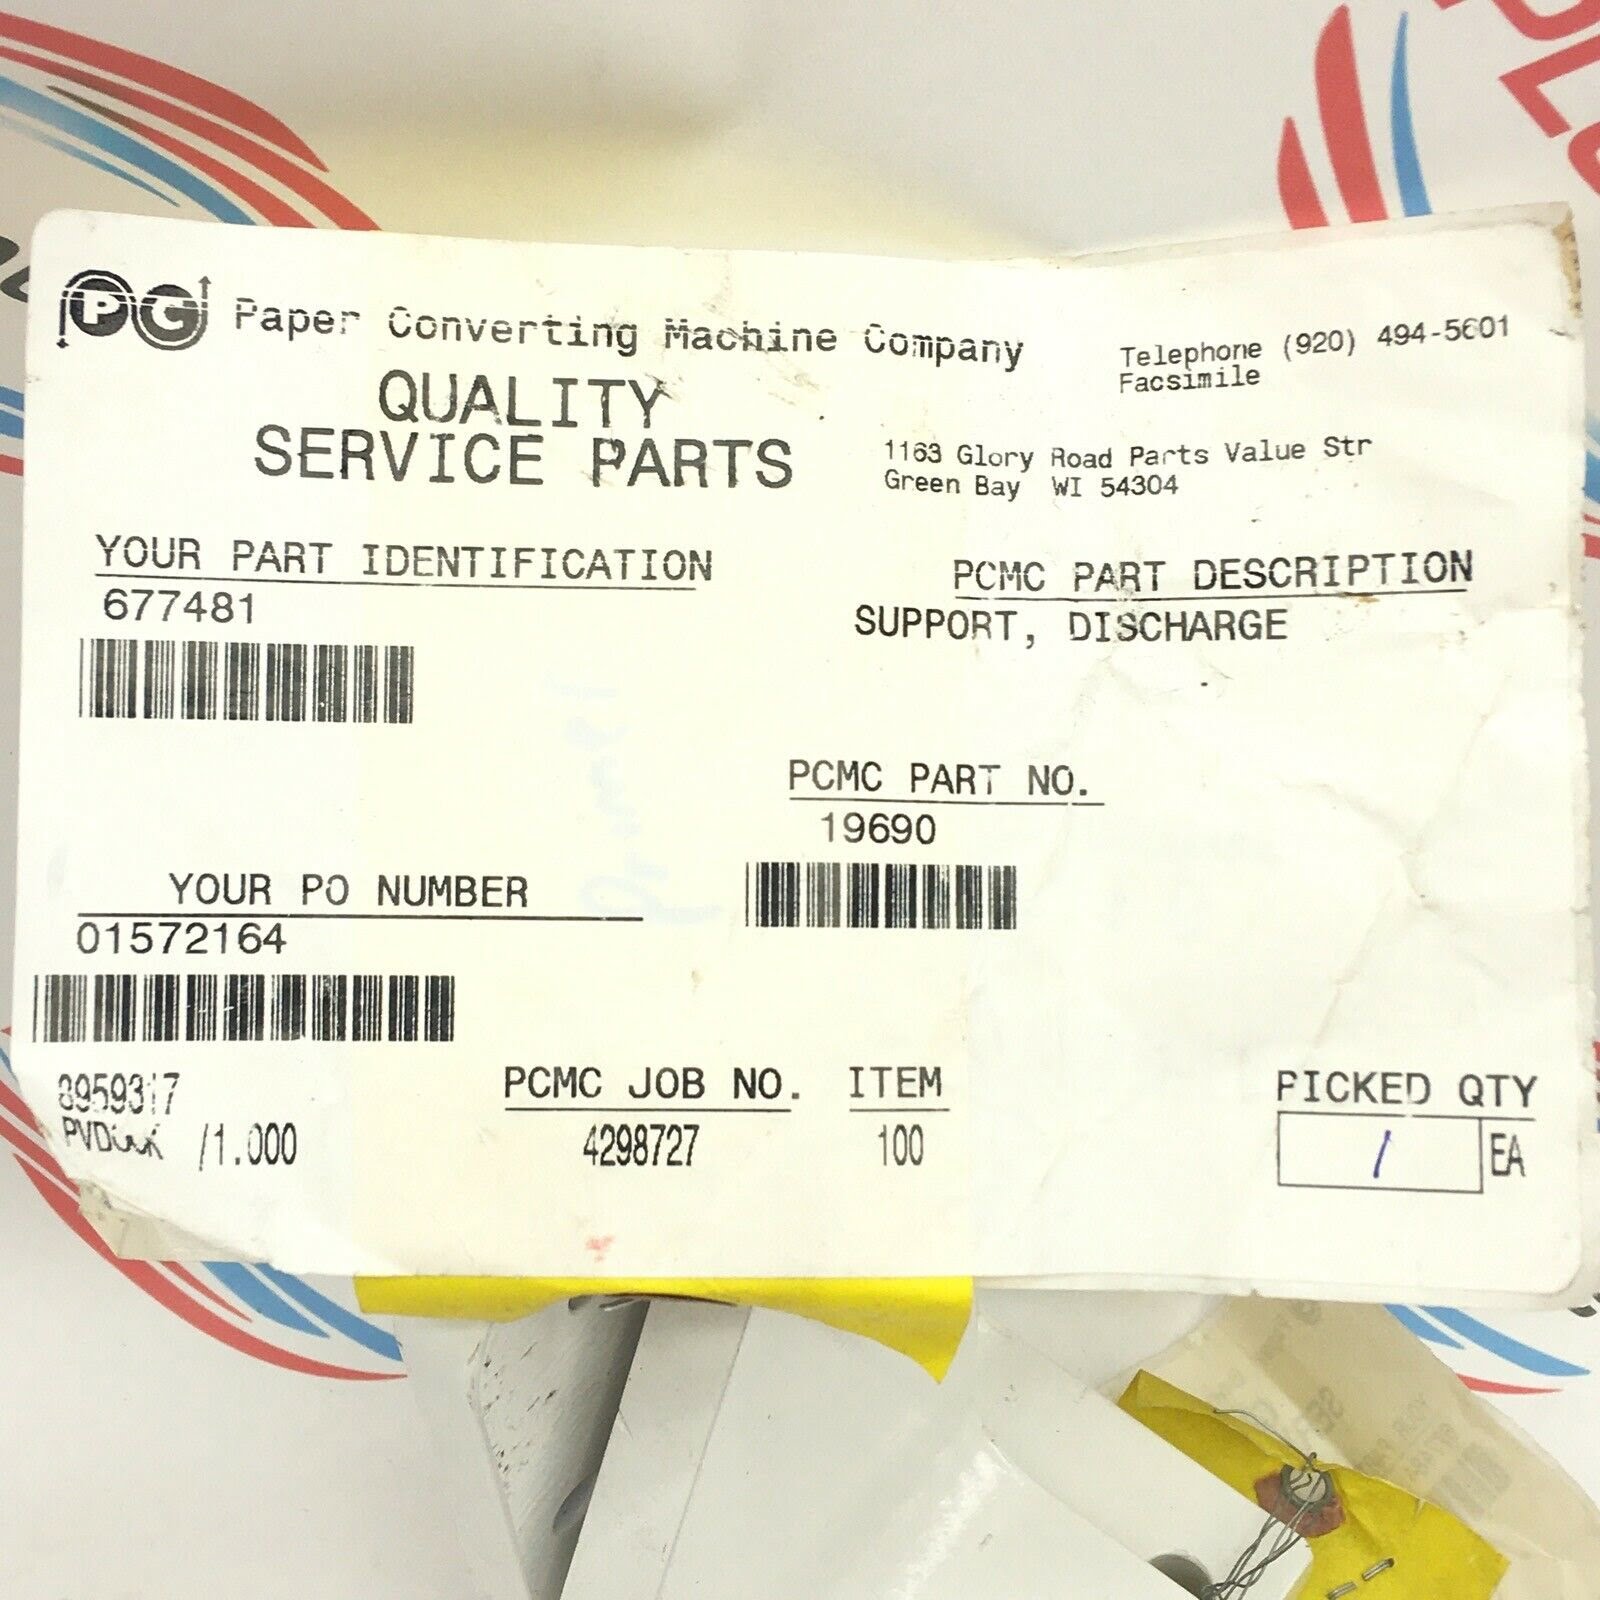 PG Paper Converting Machine Company
QUALITY
SERVICE PARTS
Telephone (920) 494-5601
Facsimile
1163 Glory Road Parts Value Str
Green Bay WI 54304
YOUR PART IDENTIFICATION
677481
PCMC PART DESCRIPTION
SUPPORT, DISCHARGE
PCMC PART NO.
19690
YOUR PO NUMBER
01572164
8959317
/1.000
PCMC JOB NO.
4298727
ITEM
100
PICKED QTY
1 EA